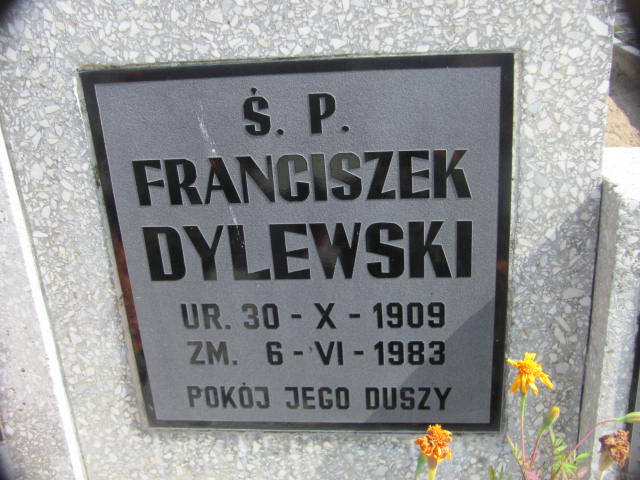 Ś. P.
FRANCISZEK
DYLEWSKI
UR. 30 - X - 1909
ZM. 6 - VI - 1983
POKÓJ JEGO DUSZY